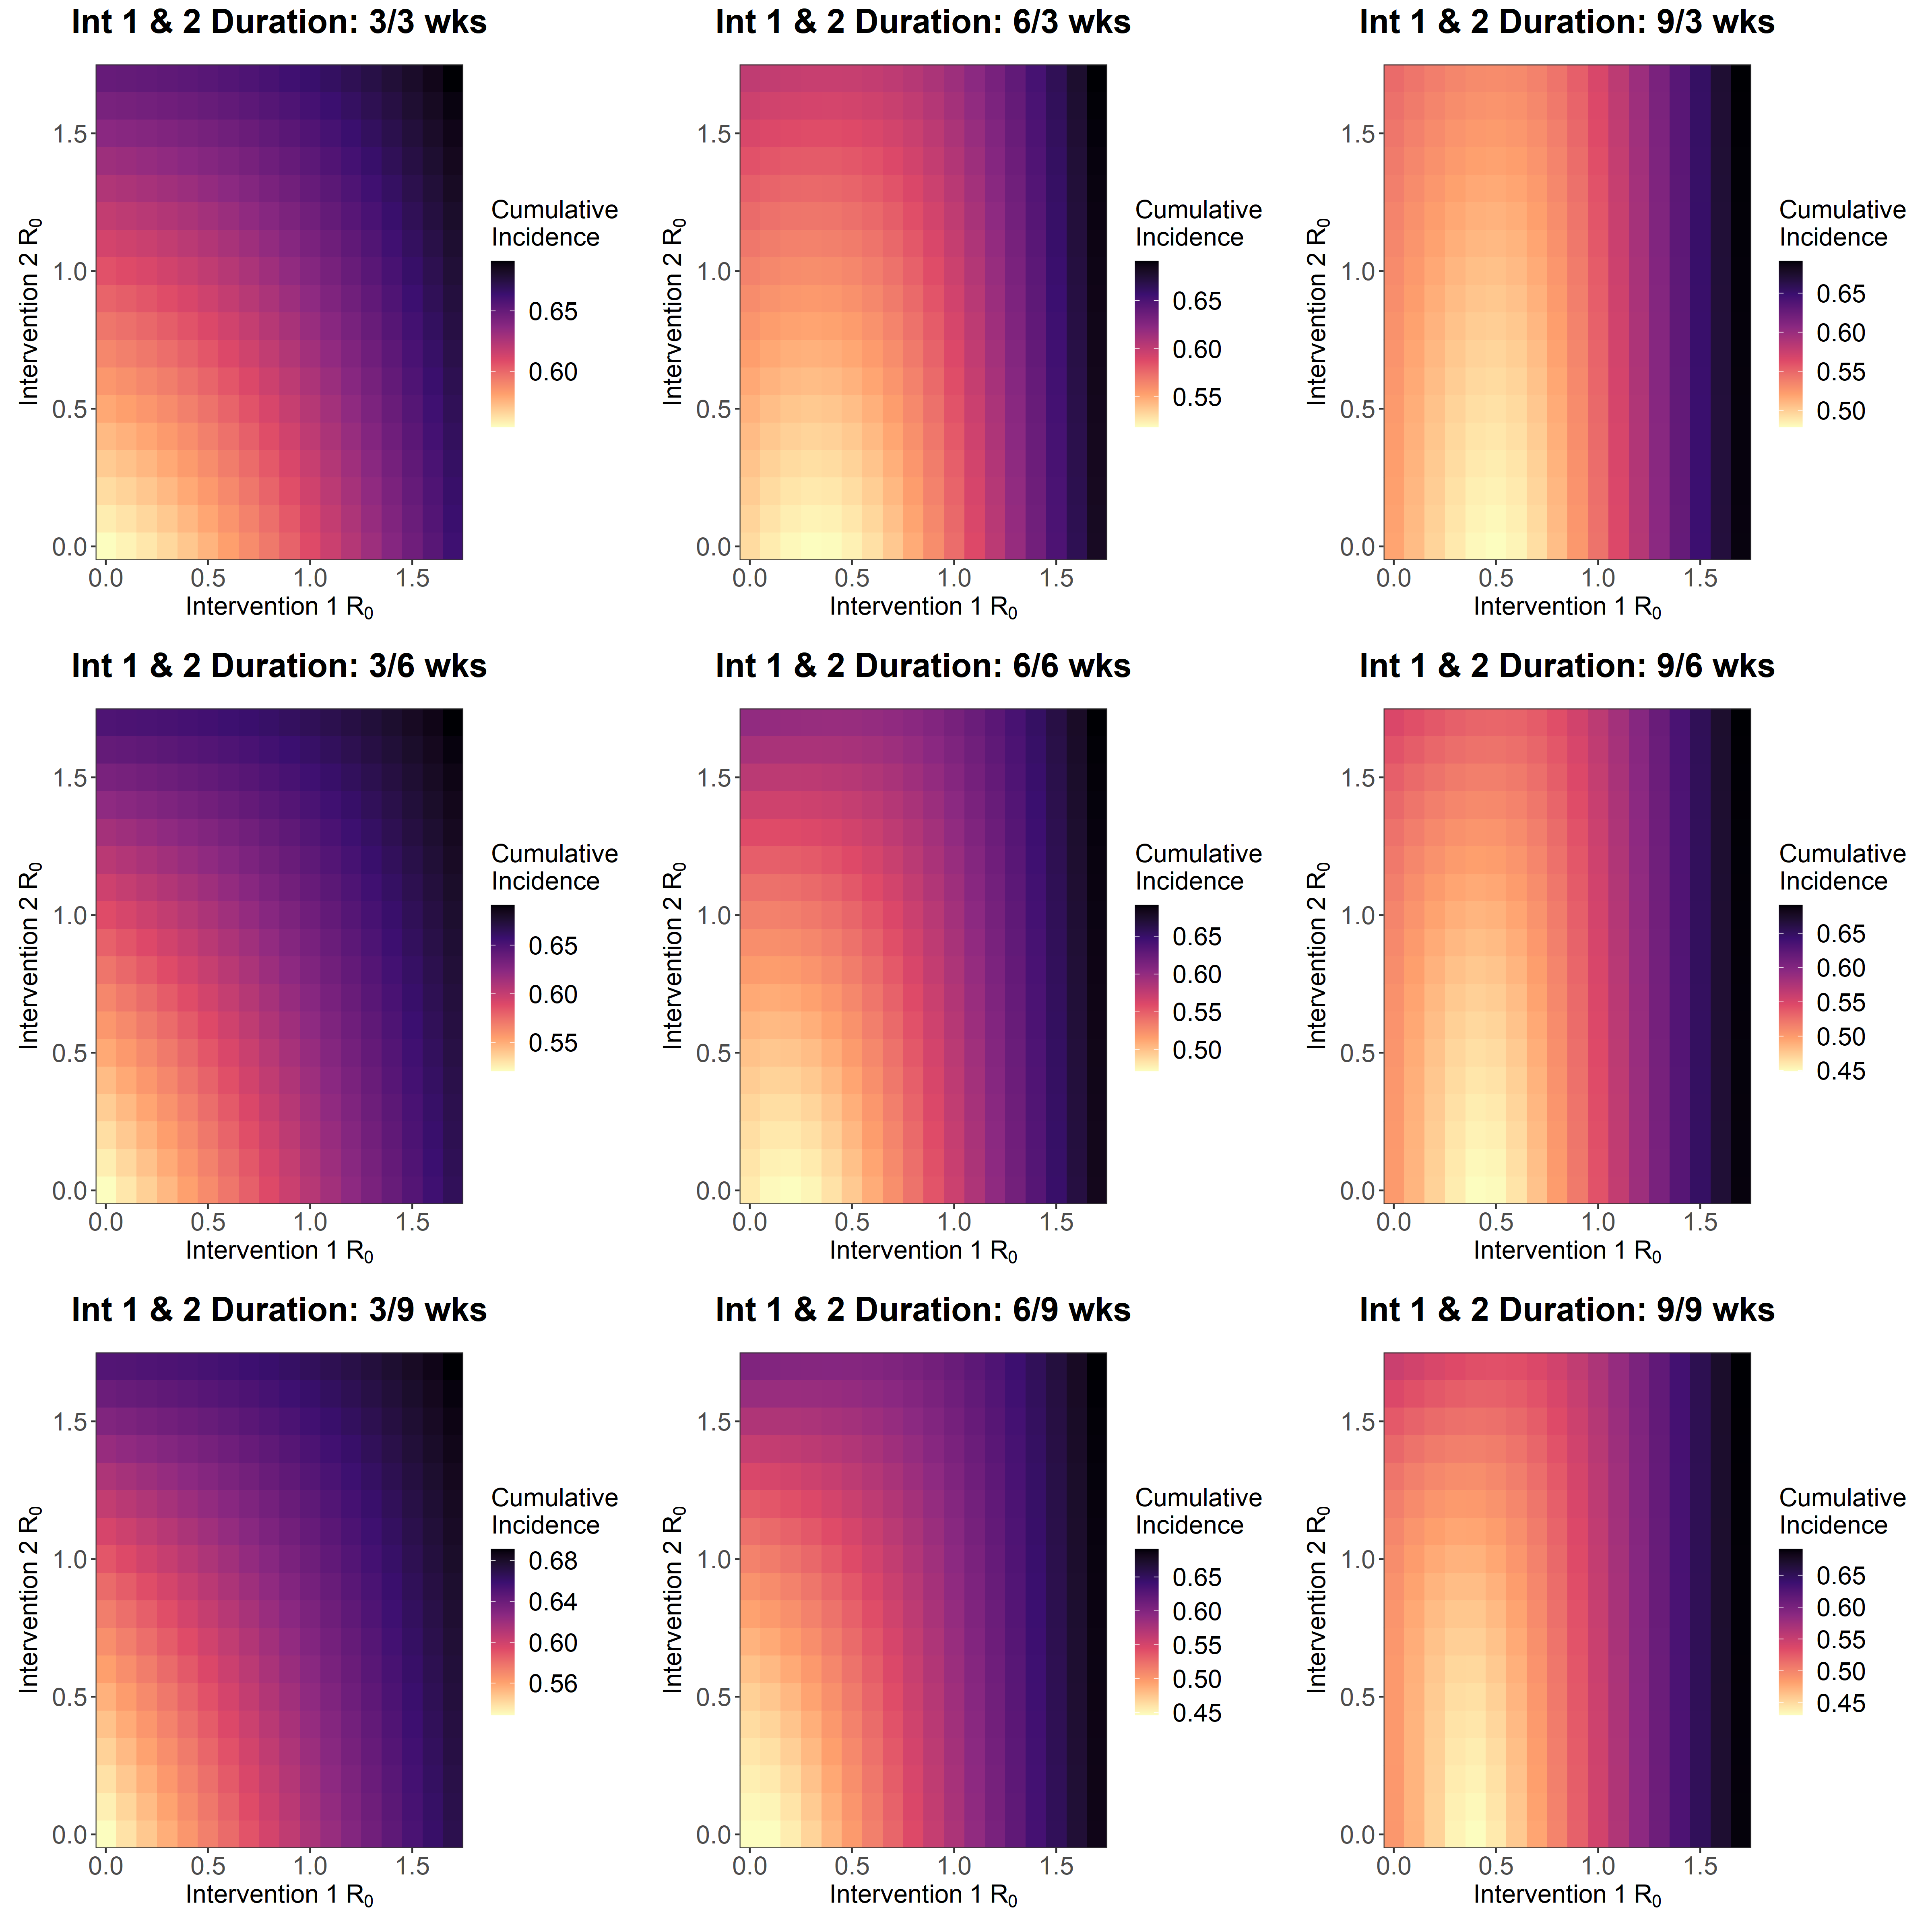 Int 1 & 2 Duration: 3/3 wks
Intervention 2 R0
1.5
1.0
0.5
0.0
0.0 0.5 1.0 1.5
Intervention 1 R0
Cumulative
Incidence
0.65
0.60
Int 1 & 2 Duration: 6/3 wks
Intervention 2 R0
1.5
1.0
0.5
0.0
0.0 0.5 1.0 1.5
Intervention 1 R0
Cumulative
Incidence
0.65
0.60
0.55
Int 1 & 2 Duration: 9/3 wks
Intervention 2 R0
1.5
1.0
0.5
0.0
0.0 0.5 1.0 1.5
Intervention 1 R0
Cumulative
Incidence
0.65
0.60
0.55
0.50
Int 1 & 2 Duration: 3/6 wks
Intervention 2 R0
1.5
1.0
0.5
0.0
0.0 0.5 1.0 1.5
Intervention 1 R0
Cumulative
Incidence
0.65
0.60
0.55
Int 1 & 2 Duration: 6/6 wks
Intervention 2 R0
1.5
1.0
0.5
0.0
0.0 0.5 1.0 1.5
Intervention 1 R0
Cumulative
Incidence
0.65
0.60
0.55
0.50
Int 1 & 2 Duration: 9/6 wks
Intervention 2 R0
1.5
1.0
0.5
0.0
0.0 0.5 1.0 1.5
Intervention 1 R0
Cumulative
Incidence
0.65
0.60
0.55
0.50
0.45
Int 1 & 2 Duration: 3/9 wks
Intervention 2 R0
1.5
1.0
0.5
0.0
0.0 0.5 1.0 1.5
Intervention 1 R0
Cumulative
Incidence
0.68
0.64
0.60
0.56
Int 1 & 2 Duration: 6/9 wks
Intervention 2 R0
1.5
1.0
0.5
0.0
0.0 0.5 1.0 1.5
Intervention 1 R0
Cumulative
Incidence
0.65
0.60
0.55
0.50
0.45
Int 1 & 2 Duration: 9/9 wks
Intervention 2 R0
1.5
1.0
0.5
0.0
0.0 0.5 1.0 1.5
Intervention 1 R0
Cumulative
Incidence
0.65
0.60
0.55
0.50
0.45